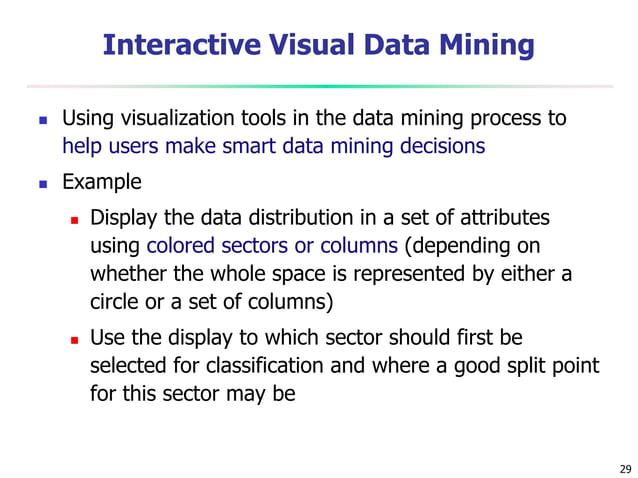 Interactive Visual Data Mining
Using visualization tools in the data mining process to
help users make smart data mining decisions
Example
Display the data distribution in a set of attributes
using colored sectors or columns (depending on
whether the whole space is represented by either a
circle or a set of columns)
Use the display to which sector should first be
selected for classification and where a good split point
for this sector may be
29